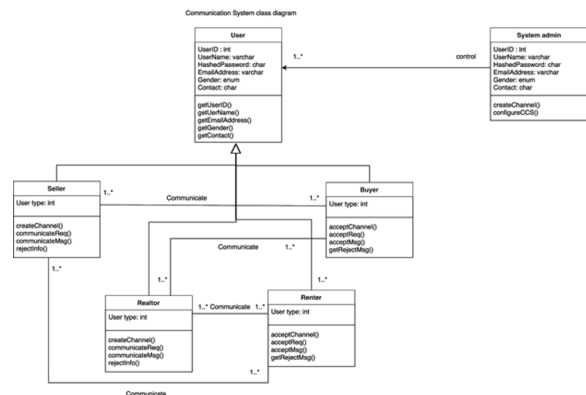 Communication System class diagram
User
UserID : int
UserName: varchar
HashedPassword: char
EmailAddress: varchar
Gender: enum
Contact: char
getUserID()
getUerName()
getEmailAddress()
getGender()
getContact()
1..*
control
System admin
UserID : int
UserName: varchar
HashedPassword: char
EmailAddress: varchar
Gender: enum
Contact: char
createChannel()
configureCCS()
Seller
User type: int
createChannel()
communicateReq()
communicateMsg()
rejectInfo()
1..*
Communicate
1..*
Buyer
User type: int
acceptChannel()
acceptReq()
acceptMsg()
getRejectMsg()
Communicate
1..*
1..*
1..*
Realtor
User type: int
createChannel()
communicateReq()
communicateMsg()
rejectInfo()
1..* Communicate
1..*
Renter
User type: int
acceptChannel()
acceptReq()
acceptMsg()
getRejectMsg()
1..*
Communicate